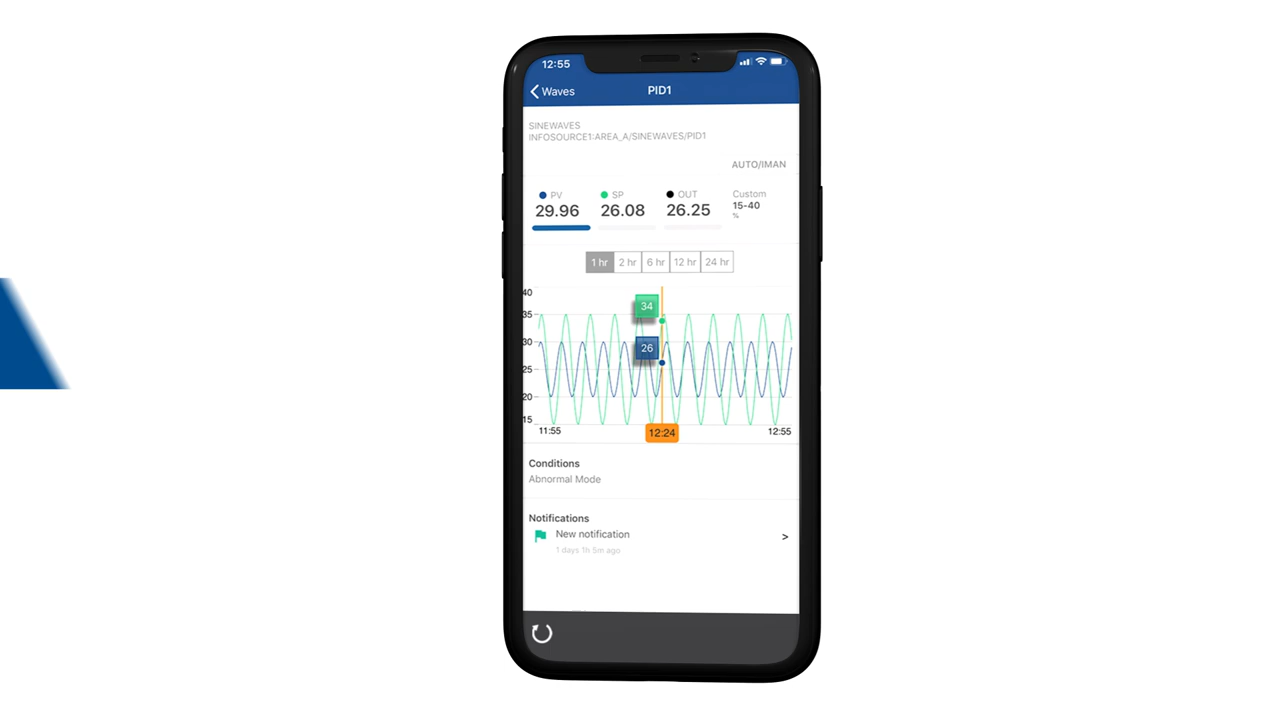 12:55
Waves
PID1
SINEWAVES
INFOSOURCE1:AREA_A/SINEWAVES/PID1
AUTO/IMAN
PV SP OUT Custom
29.96 26.08 26.25 15-40
%
1 hr 2 hr 6 hr 12 hr 24 hr
40
34
35
30
26
25
20
15
11:55 12:24 12:55
Conditions
Abnormal Mode
Notifications
New notification >
1 days 1h 5m ago